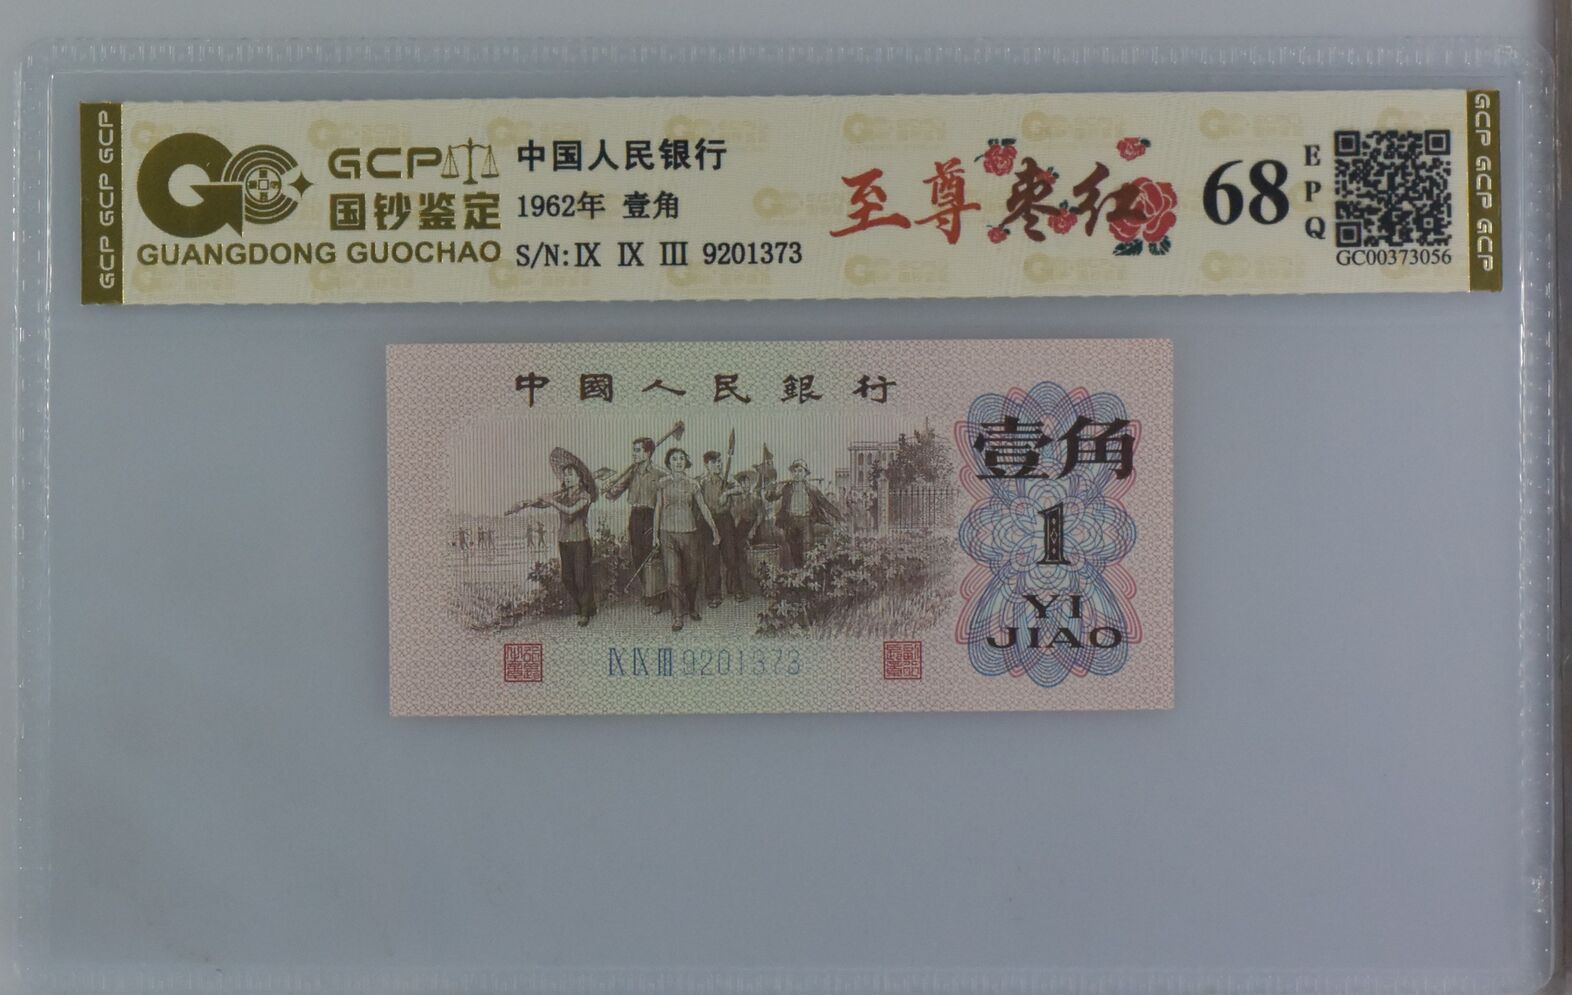 GCP GCP GCP
GCP
国钞鉴定
GUANGDONG GUOCHAO
中国人民银行
1962年 壹角
S/N:IX IX III 9201373
至尊枣红
68
EPQ
GC00373056
GCP GCP GCP
中國人民銀行
壹角
1
YI
JIAO
IX IX III 9201373